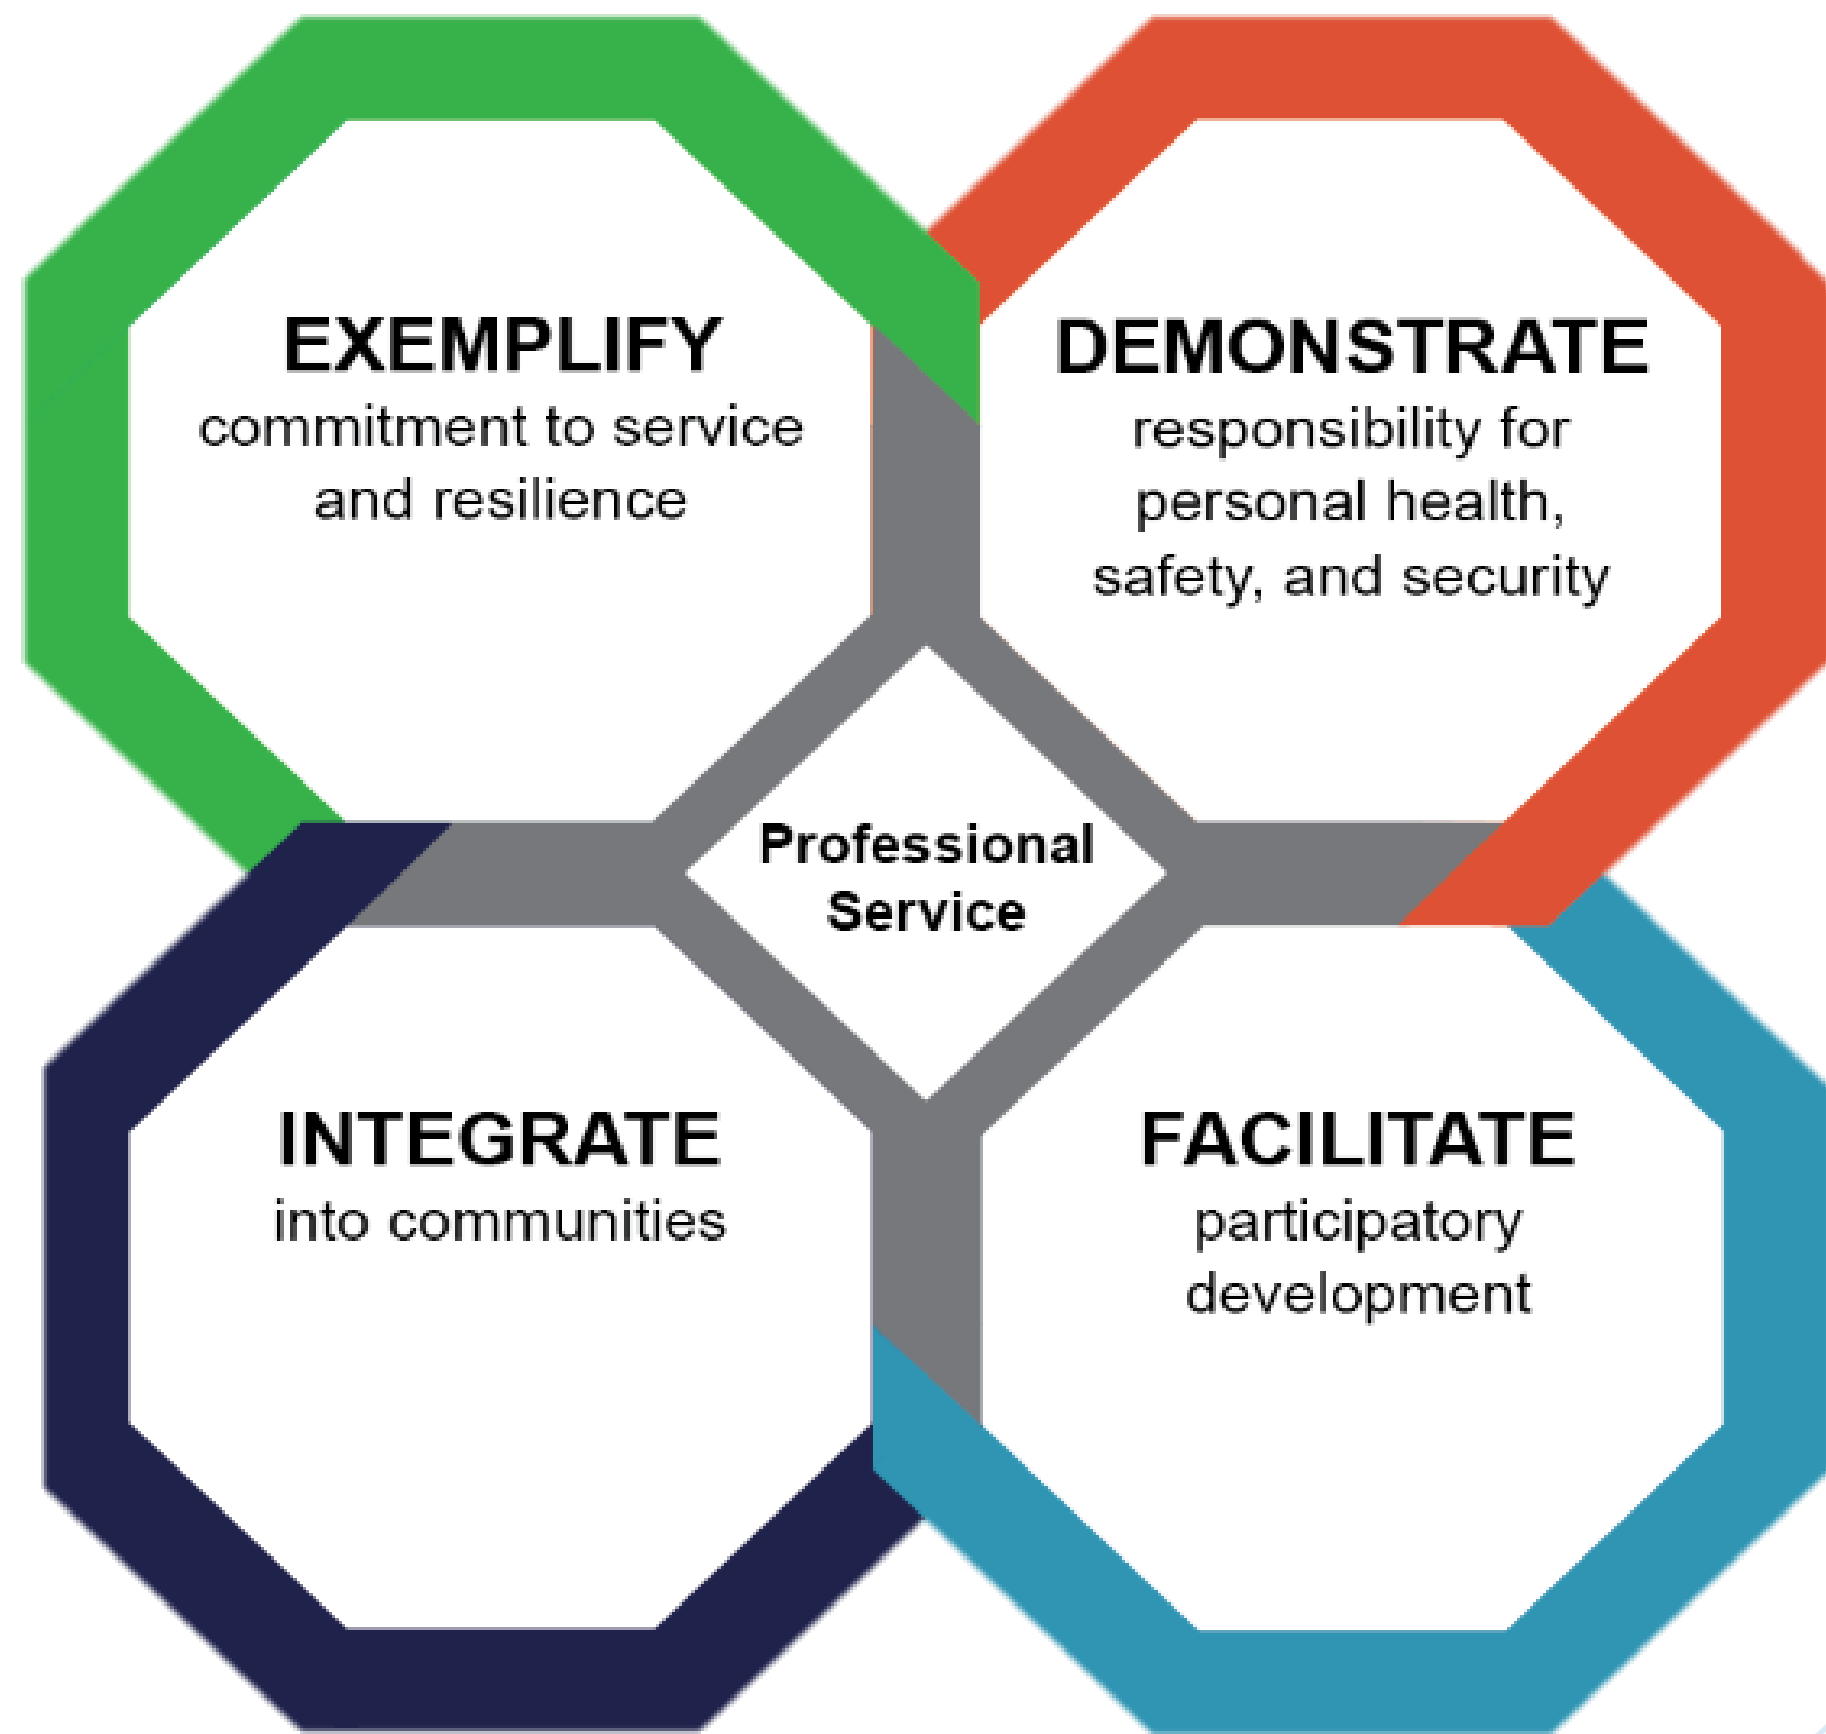 EXEMPLIFY
commitment to service
and resilience
DEMONSTRATE
responsibility for
personal health,
safety, and security
Professional
Service
INTEGRATE
into communities
FACILITATE
participatory
development